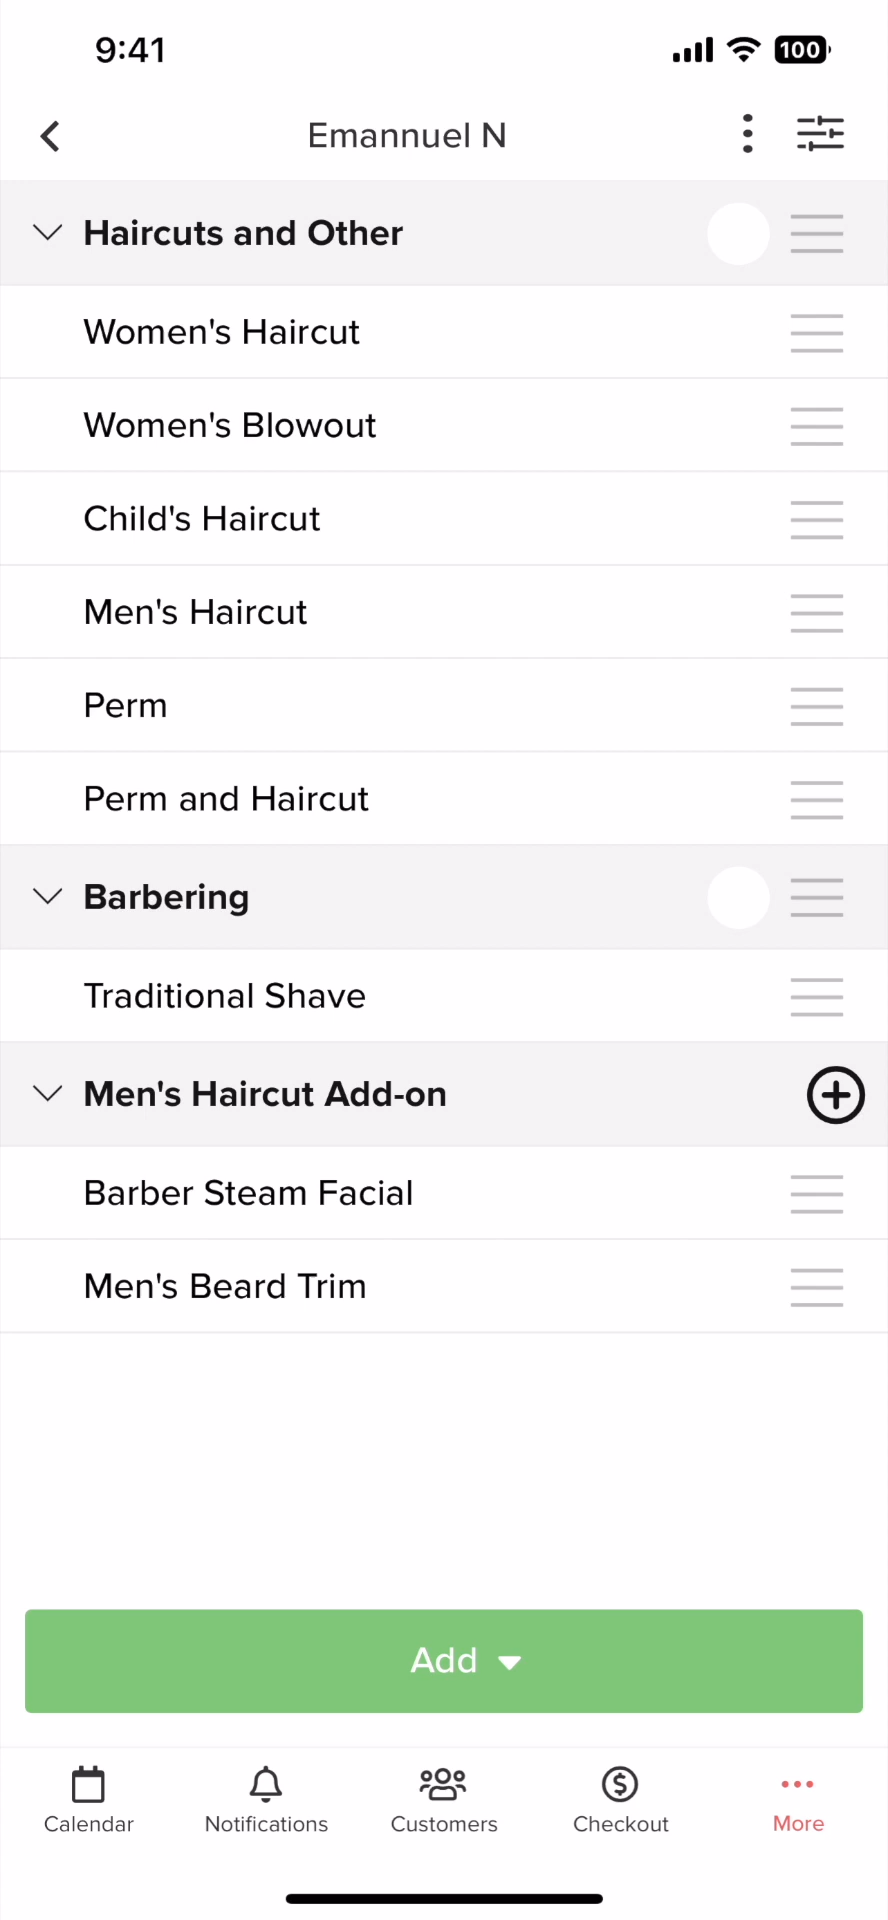 9:41
100
Emannuel N
Haircuts and Other
Women's Haircut
Women's Blowout
Child's Haircut
Men's Haircut
Perm
Perm and Haircut
Barbering
Traditional Shave
Men's Haircut Add-on
Barber Steam Facial
Men's Beard Trim
Add
Calendar Notifications Customers Checkout More